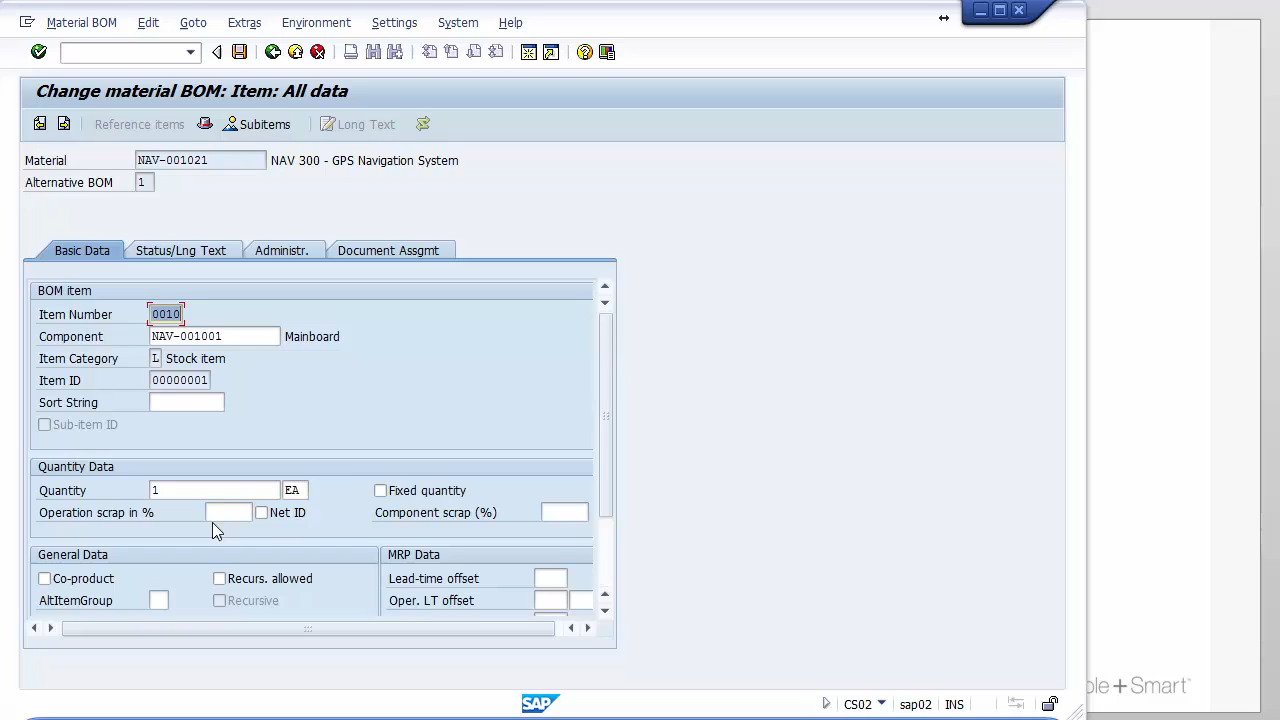 Material BOM Edit Goto Extras Environment Settings System Help
Change material BOM: Item: All data
Reference items Subitems Long Text
Material NAV-001021 NAV 300 - GPS Navigation System
Alternative BOM 1
Basic Data Status/Lng Text Administr. Document Assgmt
BOM item
Item Number 0010
Component NAV-001001 Mainboard
Item Category L Stock item
Item ID 00000001
Sort String
Sub-item ID
Quantity Data
Quantity 1 EA Fixed quantity
Operation scrap in % Net ID Component scrap (%)
General Data MRP Data
Co-product Recurs. allowed Lead-time offset
AltItemGroup Recursive Oper. LT offset
ple+Smart™
SAP CS02 sap02 INS